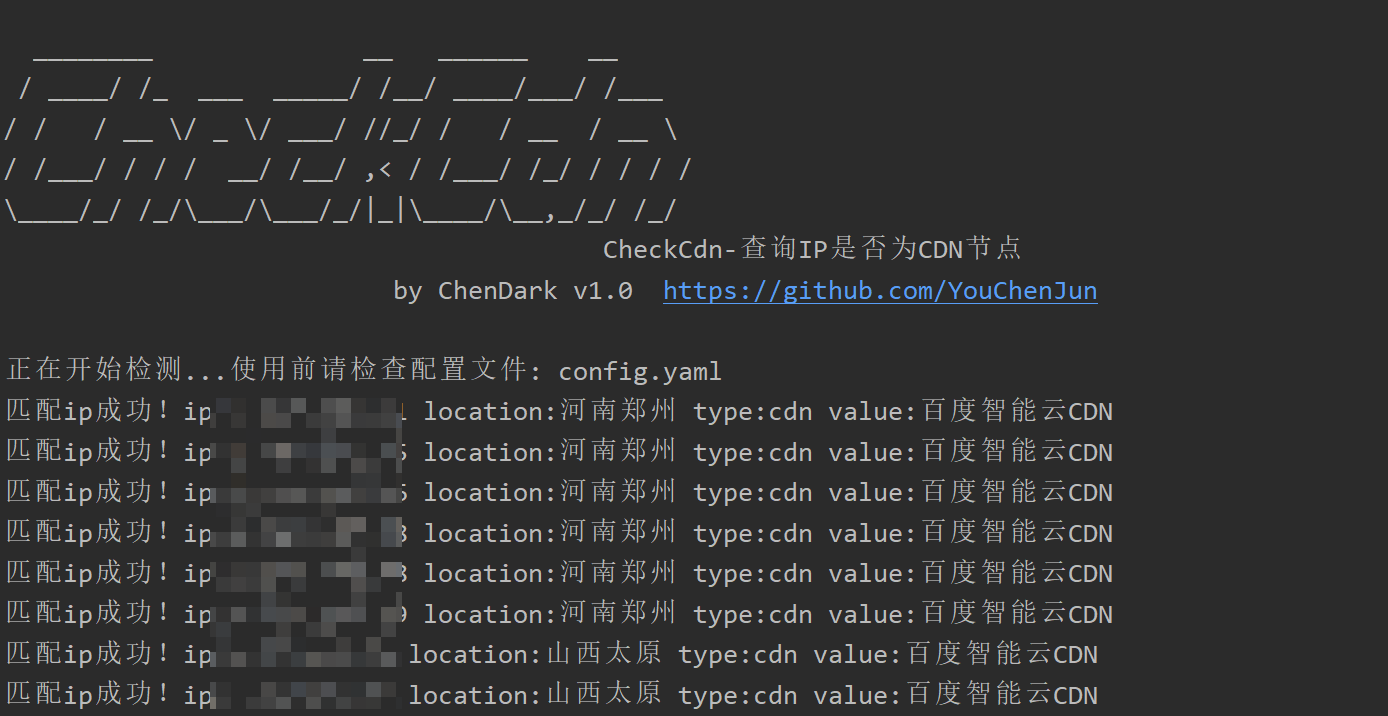 ________              __   ______    __
 / ____/ /_  ___  _____/ /__/ ____/___/ /___
/ /   / __ \/ _ \/ ___/ //_/ /   / __  / __ \
/ /___/ / / /  __/ /__/ ,< / /___/ /_/ / / / /
\____/_/ /_/\___/\___/_/|_|\____/\__,_/_/ /_/
CheckCdn-查询IP是否为CDN节点
by ChenDark v1.0  https://github.com/YouChenJun
正在开始检测...使用前请检查配置文件: config.yaml
匹配ip成功! ip location:河南郑州 type:cdn value:百度智能云CDN
匹配ip成功! ip location:河南郑州 type:cdn value:百度智能云CDN
匹配ip成功! ip location:河南郑州 type:cdn value:百度智能云CDN
匹配ip成功! ip location:河南郑州 type:cdn value:百度智能云CDN
匹配ip成功! ip location:河南郑州 type:cdn value:百度智能云CDN
匹配ip成功! ip location:河南郑州 type:cdn value:百度智能云CDN
匹配ip成功! ip location:山西太原 type:cdn value:百度智能云CDN
匹配ip成功! ip location:山西太原 type:cdn value:百度智能云CDN